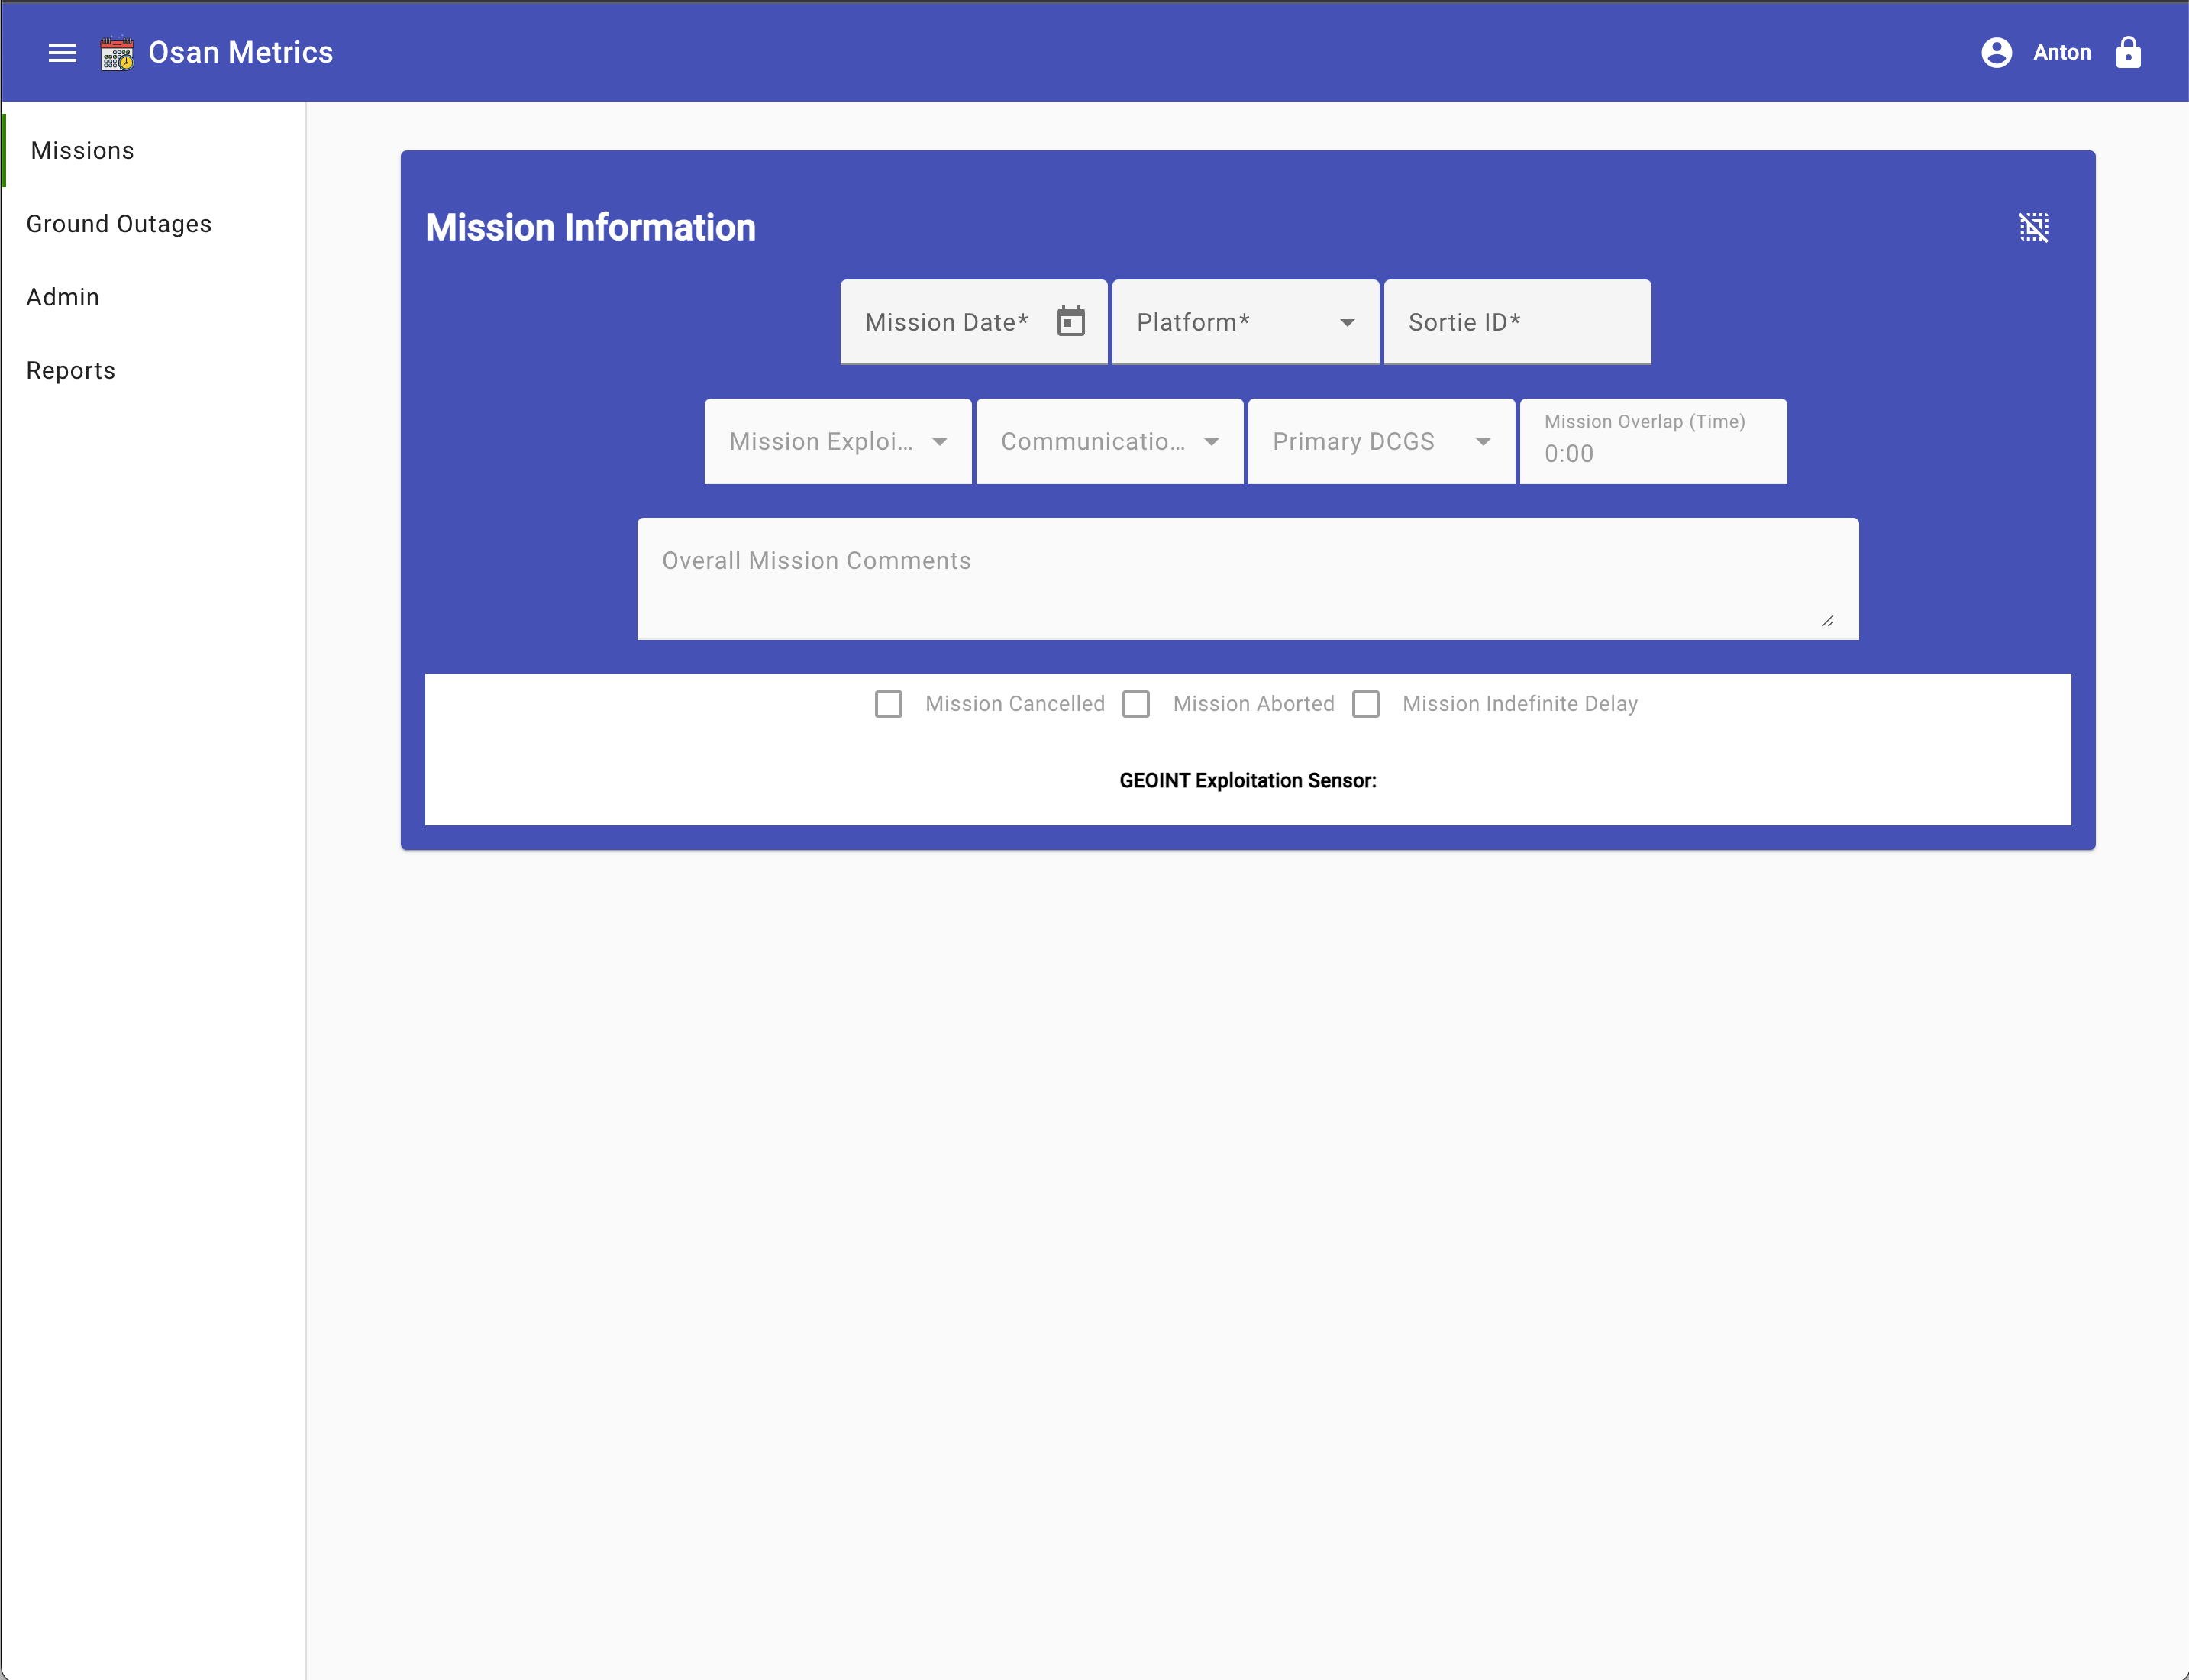 Osan Metrics
Anton
Missions
Ground Outages
Admin
Reports
Mission Information
Mission Date*
Platform*
Sortie ID*
Mission Exploi...
Communicatio...
Primary DCGS
Mission Overlap (Time)
0:00
Overall Mission Comments
Mission Cancelled
Mission Aborted
Mission Indefinite Delay
GEOINT Exploitation Sensor: